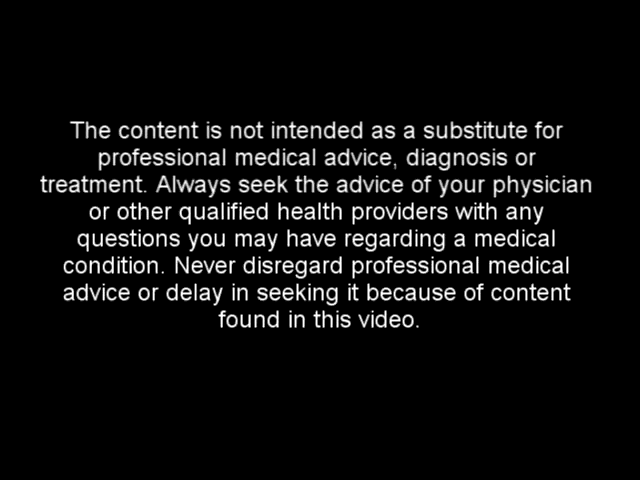 The content is not intended as a substitute for
professional medical advice, diagnosis or
treatment. Always seek the advice of your physician
or other qualified health providers with any
questions you may have regarding a medical
condition. Never disregard professional medical
advice or delay in seeking it because of content
found in this video.